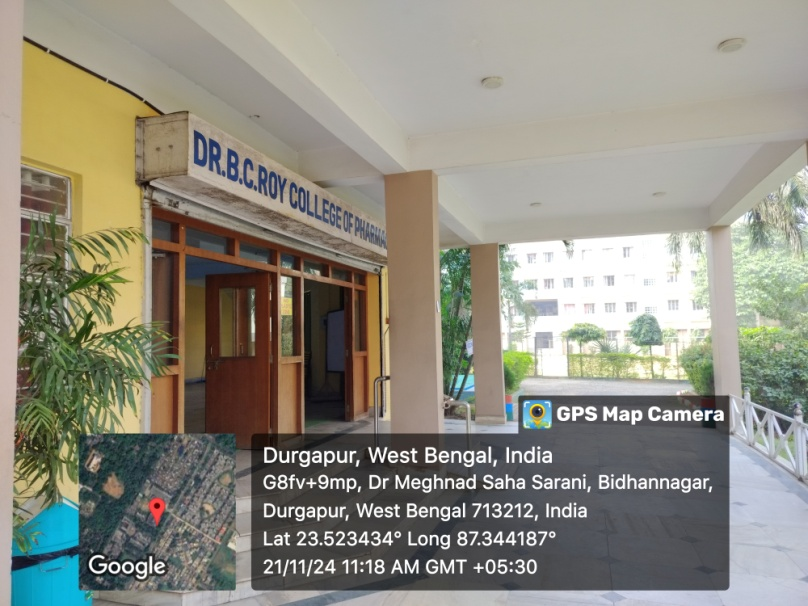 DR.B.C.ROY COLLEGE OF PHARMA
GPS Map Camera
Durgapur, West Bengal, India
G8fv+9mp, Dr Meghnad Saha Sarani, Bidhannagar,
Durgapur, West Bengal 713212, India
Lat 23.523434° Long 87.344187°
21/11/24 11:18 AM GMT +05:30
Google